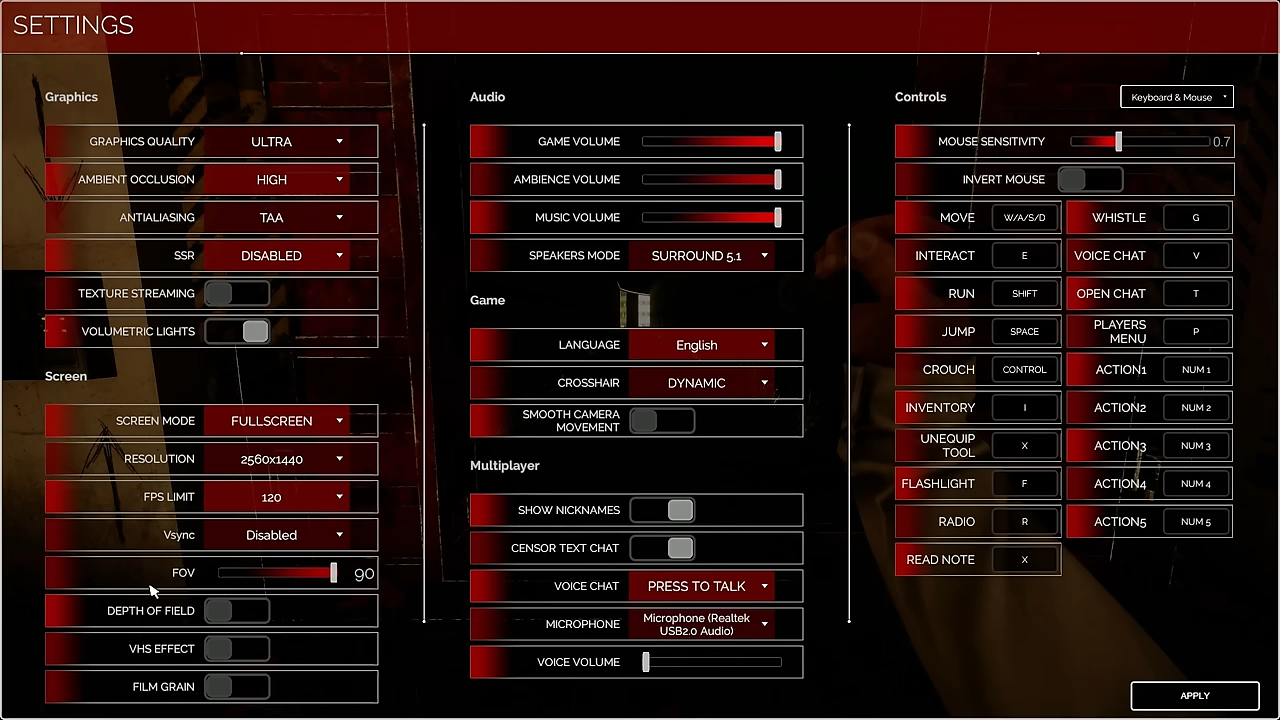 SETTINGS
Graphics
GRAPHICS QUALITY ULTRA
AMBIENT OCCLUSION HIGH
ANTIALIASING TAA
SSR DISABLED
TEXTURE STREAMING
VOLUMETRIC LIGHTS
Screen
SCREEN MODE FULLSCREEN
RESOLUTION 2560x1440
FPS LIMIT 120
Vsync Disabled
FOV 90
DEPTH OF FIELD
VHS EFFECT
FILM GRAIN
Audio
GAME VOLUME
AMBIENCE VOLUME
MUSIC VOLUME
SPEAKERS MODE SURROUND 5.1
Game
LANGUAGE English
CROSSHAIR DYNAMIC
SMOOTH CAMERA
MOVEMENT
Multiplayer
SHOW NICKNAMES
CENSOR TEXT CHAT
VOICE CHAT PRESS TO TALK
MICROPHONE Microphone (Realtek
USB2.0 Audio)
VOICE VOLUME
Controls Keyboard & Mouse
MOUSE SENSITIVITY 0.7
INVERT MOUSE
MOVE W/A/S/D
INTERACT E
RUN SHIFT
JUMP SPACE
CROUCH CONTROL
INVENTORY I
UNEQUIP
TOOL X
FLASHLIGHT F
RADIO R
READ NOTE X
WHISTLE G
VOICE CHAT V
OPEN CHAT T
PLAYERS
MENU P
ACTION1 NUM 1
ACTION2 NUM 2
ACTION3 NUM 3
ACTION4 NUM 4
ACTION5 NUM 5
APPLY